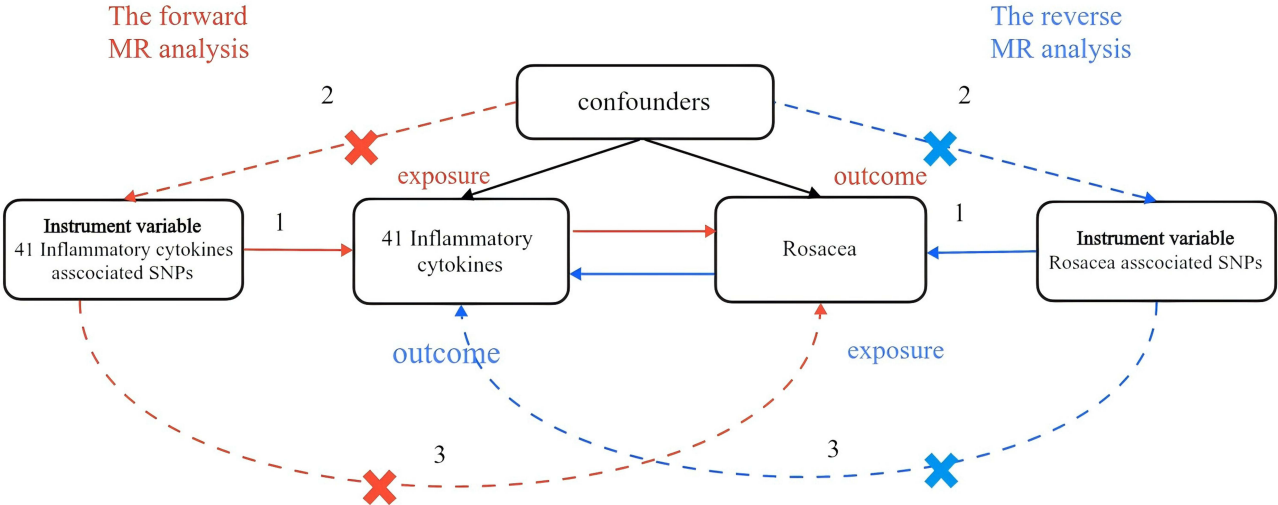 The forward
MR analysis
The reverse
MR analysis
2
confounders
2
exposure
outcome
Instrument variable
41 Inflammatory cytokines
asscociated SNPs
1
41 Inflammatory
cytokines
Rosacea
1
Instrument variable
Rosacea asscociated SNPs
outcome
exposure
3
3